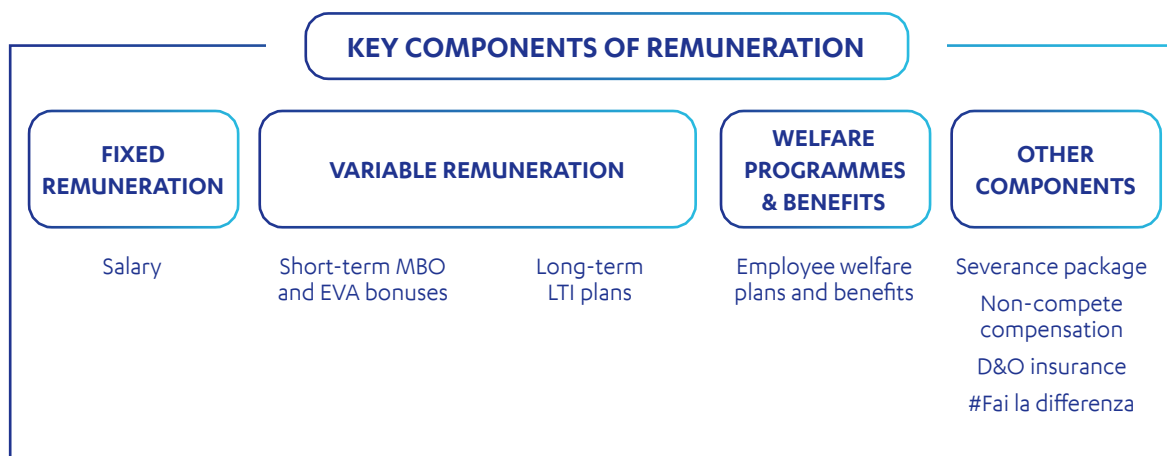 KEY COMPONENTS OF REMUNERATION
FIXED
REMUNERATION
VARIABLE REMUNERATION
WELFARE
PROGRAMMES
& BENEFITS
OTHER
COMPONENTS
Salary
Short-term MBO
and EVA bonuses
Long-term
LTI plans
Employee welfare
plans and benefits
Severance package
Non-compete
compensation
D&O insurance
#Fai la differenza